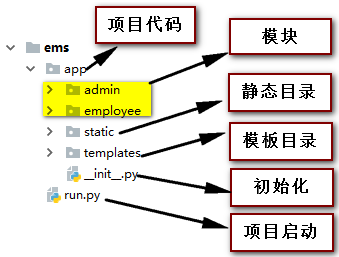 项目代码
ems
模块
app
admin
静态目录
employee
static
模板目录
templates
__init__.py
初始化
run.py
项目启动